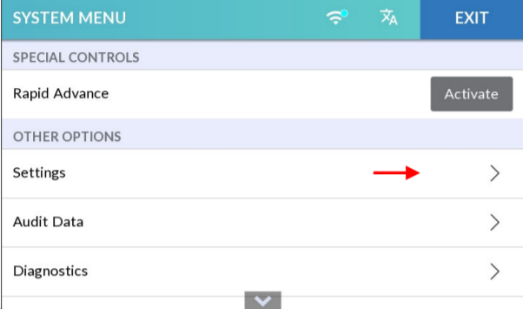 SYSTEM MENU
EXIT
SPECIAL CONTROLS
Rapid Advance
Activate
OTHER OPTIONS
Settings
Audit Data
Diagnostics